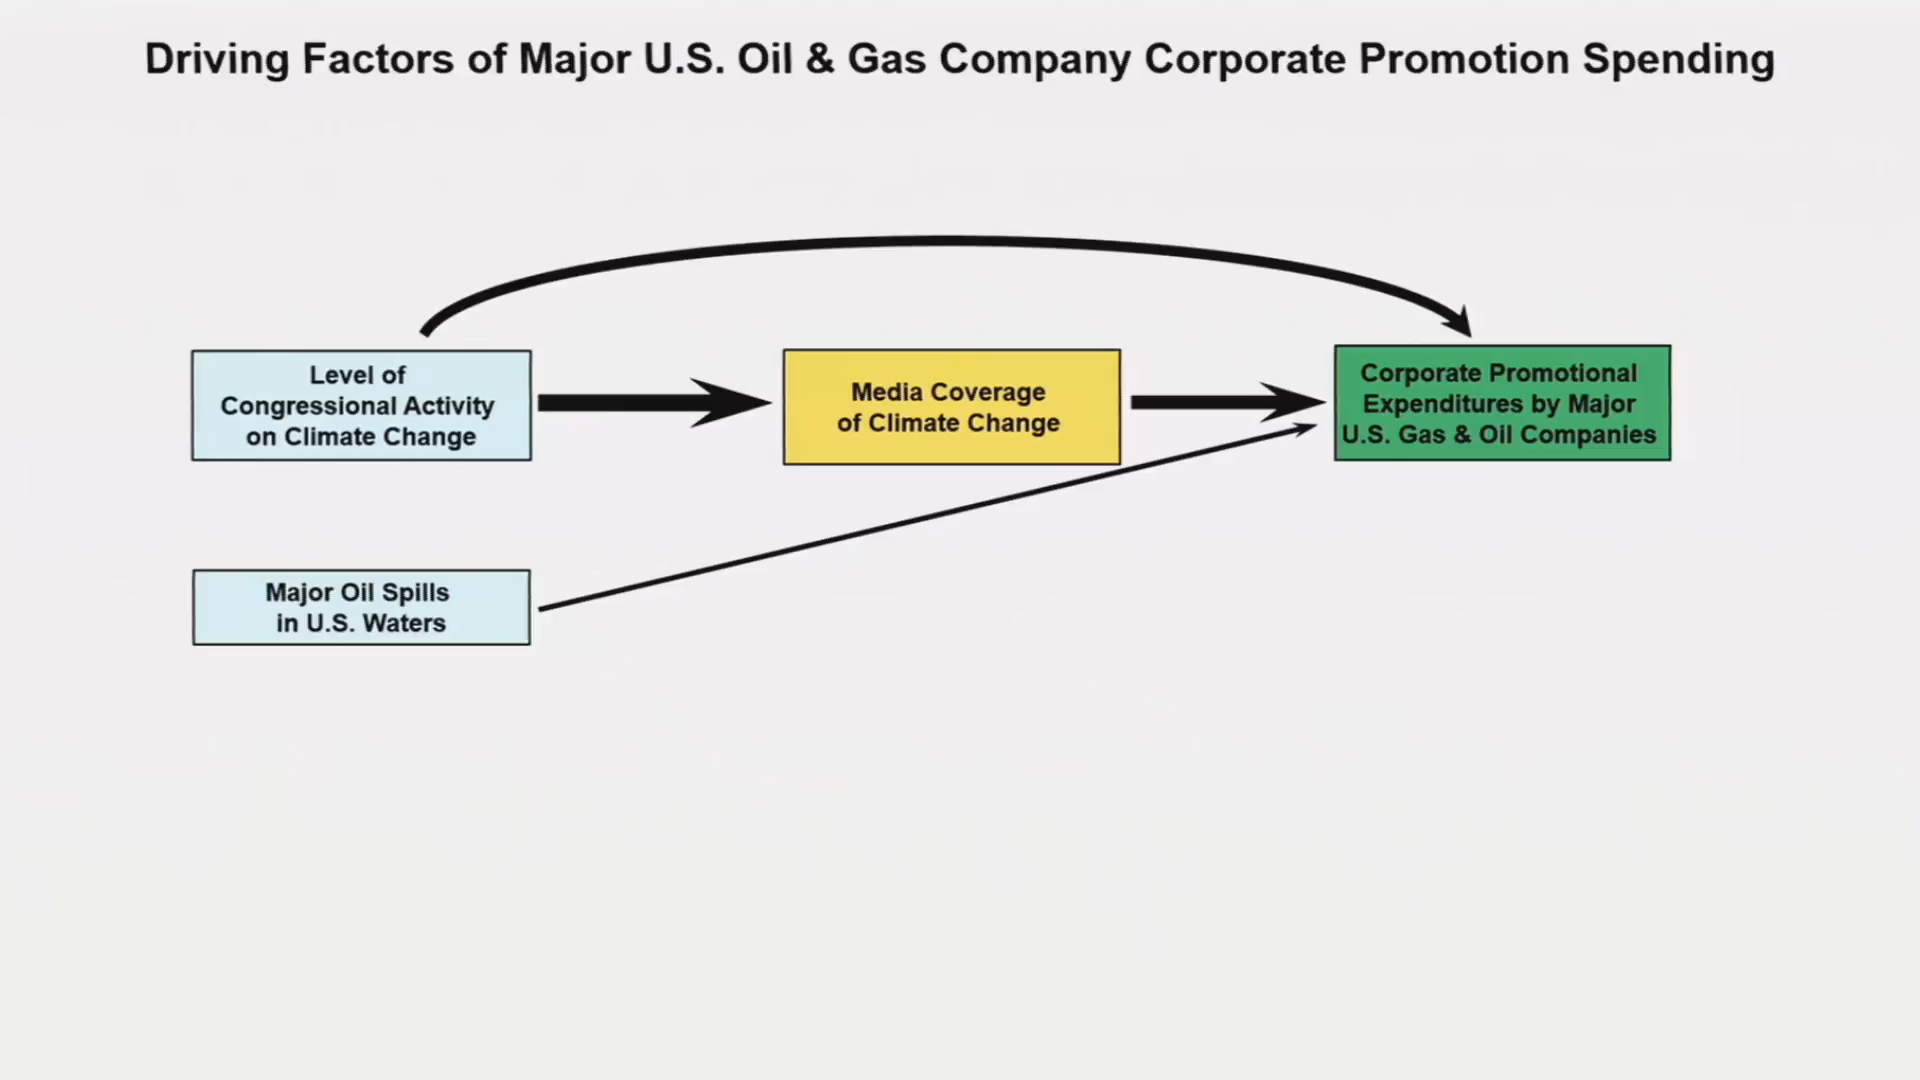 Driving Factors of Major U.S. Oil & Gas Company Corporate Promotion Spending
Level of
Congressional Activity
on Climate Change
Media Coverage
of Climate Change
Corporate Promotional
Expenditures by Major
U.S. Gas & Oil Companies
Major Oil Spills
in U.S. Waters